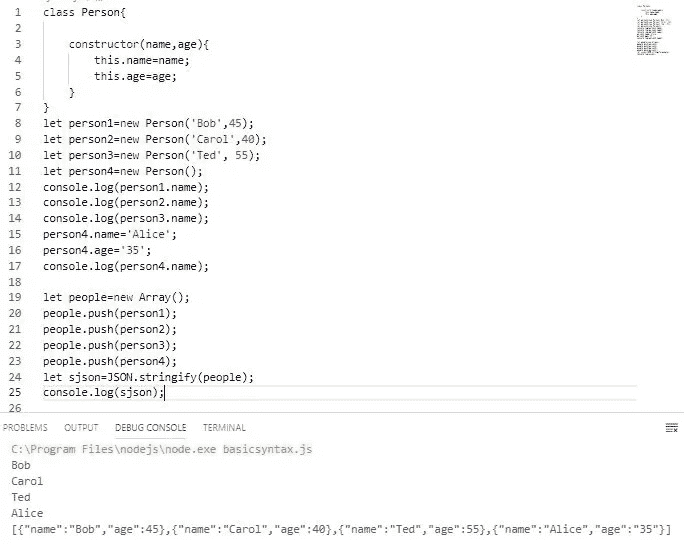 1 class Person{
2
3     constructor(name,age){
4         this.name=name;
5         this.age=age;
6     }
7 }
8 let person1=new Person('Bob',45);
9 let person2=new Person('Carol',40);
10 let person3=new Person('Ted', 55);
11 let person4=new Person();
12 console.log(person1.name);
13 console.log(person2.name);
14 console.log(person3.name);
15 person4.name='Alice';
16 person4.age='35';
17 console.log(person4.name);
18
19 let people=new Array();
20 people.push(person1);
21 people.push(person2);
22 people.push(person3);
23 people.push(person4);
24 let sjson=JSON.stringify(people);
25 console.log(sjson);
26
PROBLEMS OUTPUT DEBUG CONSOLE TERMINAL
C:\Program Files\nodejs\node.exe basicsyntax.js
Bob
Carol
Ted
Alice
[{"name":"Bob","age":45},{"name":"Carol","age":40},{"name":"Ted","age":55},{"name":"Alice","age":"35"}]